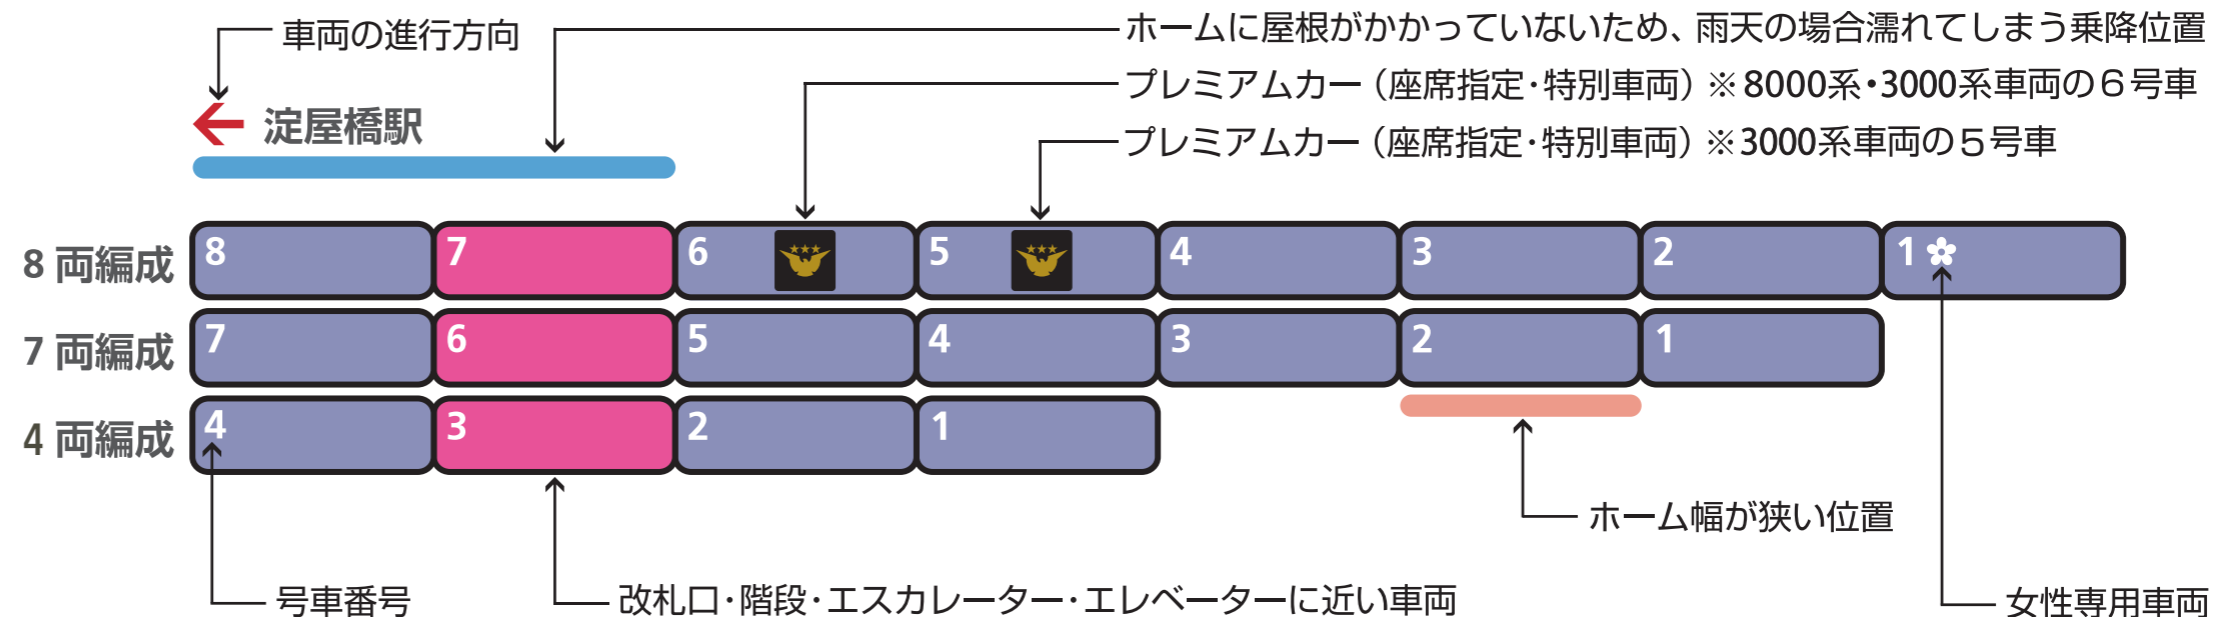 車両の進行方向
ホームに屋根がかかっていないため、雨天の場合濡れてしまう乗降位置
プレミアムカー（座席指定・特別車両）※8000系・3000系車両の６号車
淀屋橋駅
プレミアムカー（座席指定・特別車両）※3000系車両の５号車
8両編成 8 7 6 5 4 3 2 1
7両編成 7 6 5 4 3 2 1
4両編成 4 3 2 1
ホーム幅が狭い位置
号車番号
改札口・階段・エスカレーター・エレベーターに近い車両
女性専用車両